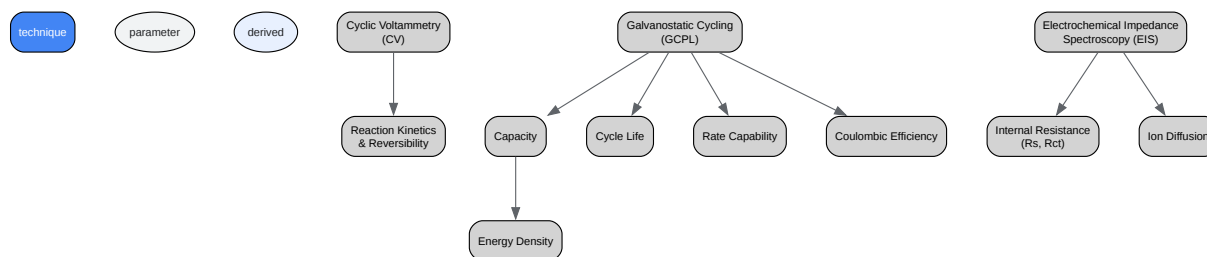 technique
parameter
derived
Cyclic Voltammetry
(CV)
Galvanostatic Cycling
(GCPL)
Electrochemical Impedance
Spectroscopy (EIS)
Reaction Kinetics
& Reversibility
Capacity
Cycle Life
Rate Capability
Coulombic Efficiency
Internal Resistance
(Rs, Rct)
Ion Diffusion
Energy Density